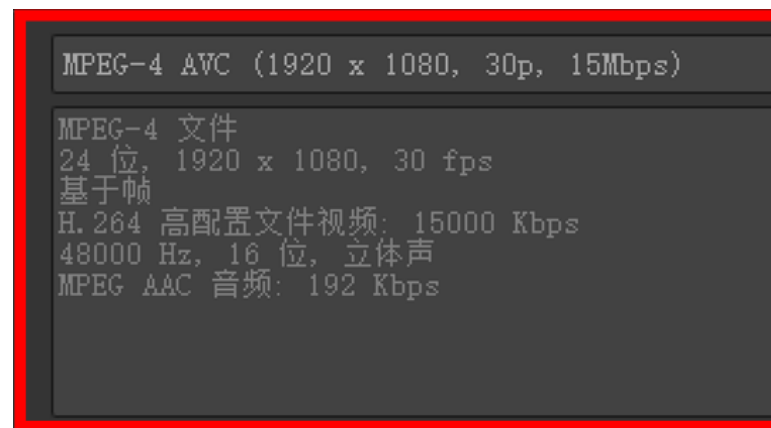 MPEG-4 AVC (1920 x 1080, 30p, 15Mbps)
MPEG-4 文件
24 位, 1920 x 1080, 30 fps
基于帧
H.264 高配置文件视频: 15000 Kbps
48000 Hz, 16 位, 立体声
MPEG AAC 音频: 192 Kbps